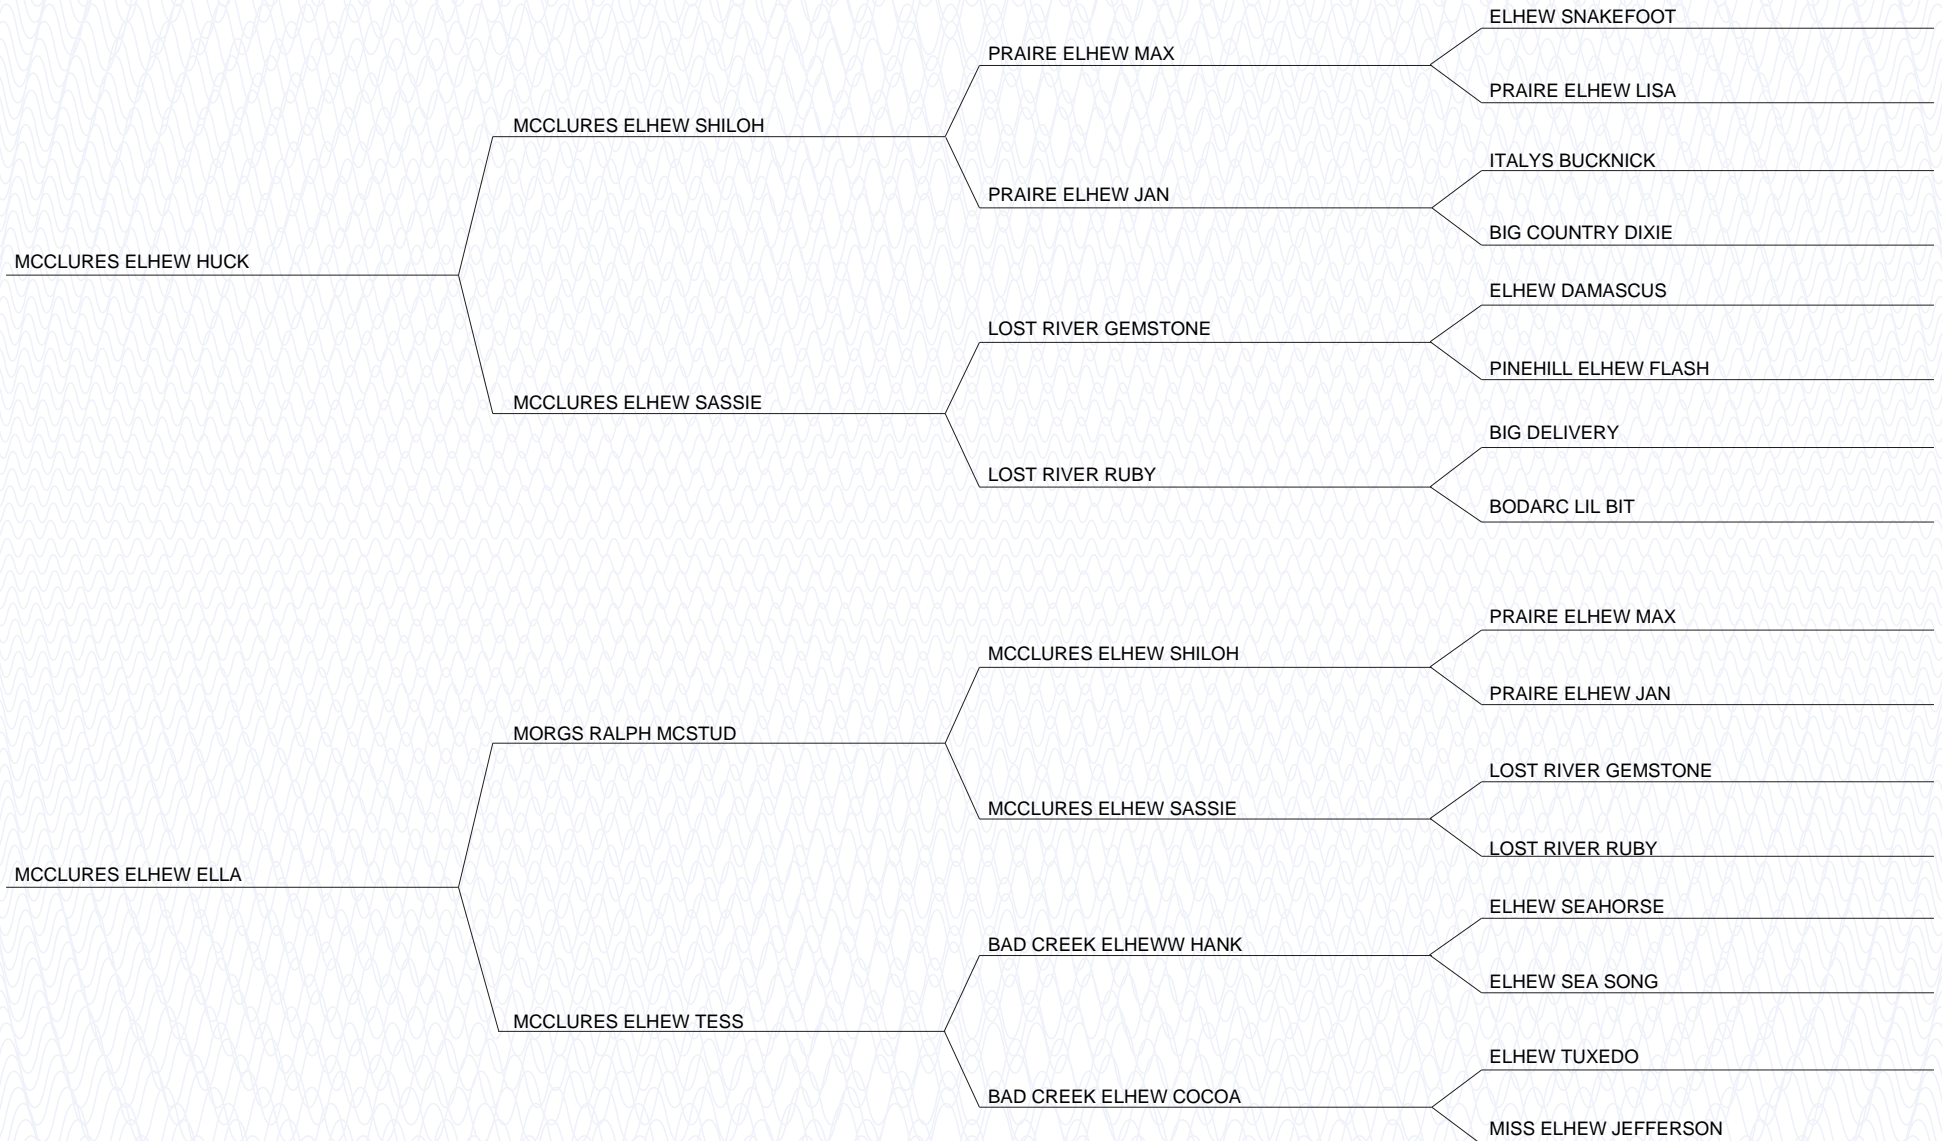 ELHEW SNAKEFOOT
PRAIRE ELHEW MAX
PRAIRE ELHEW LISA
MCCLURES ELHEW SHILOH
ITALYS BUCKNICK
PRAIRE ELHEW JAN
BIG COUNTRY DIXIE
MCCLURES ELHEW HUCK
ELHEW DAMASCUS
LOST RIVER GEMSTONE
PINEHILL ELHEW FLASH
MCCLURES ELHEW SASSIE
BIG DELIVERY
LOST RIVER RUBY
BODARC LIL BIT
PRAIRE ELHEW MAX
MCCLURES ELHEW SHILOH
PRAIRE ELHEW JAN
MORGS RALPH MCSTUD
LOST RIVER GEMSTONE
MCCLURES ELHEW SASSIE
LOST RIVER RUBY
MCCLURES ELHEW ELLA
ELHEW SEAHORSE
BAD CREEK ELHEWW HANK
ELHEW SEA SONG
MCCLURES ELHEW TESS
ELHEW TUXEDO
BAD CREEK ELHEW COCOA
MISS ELHEW JEFFERSON